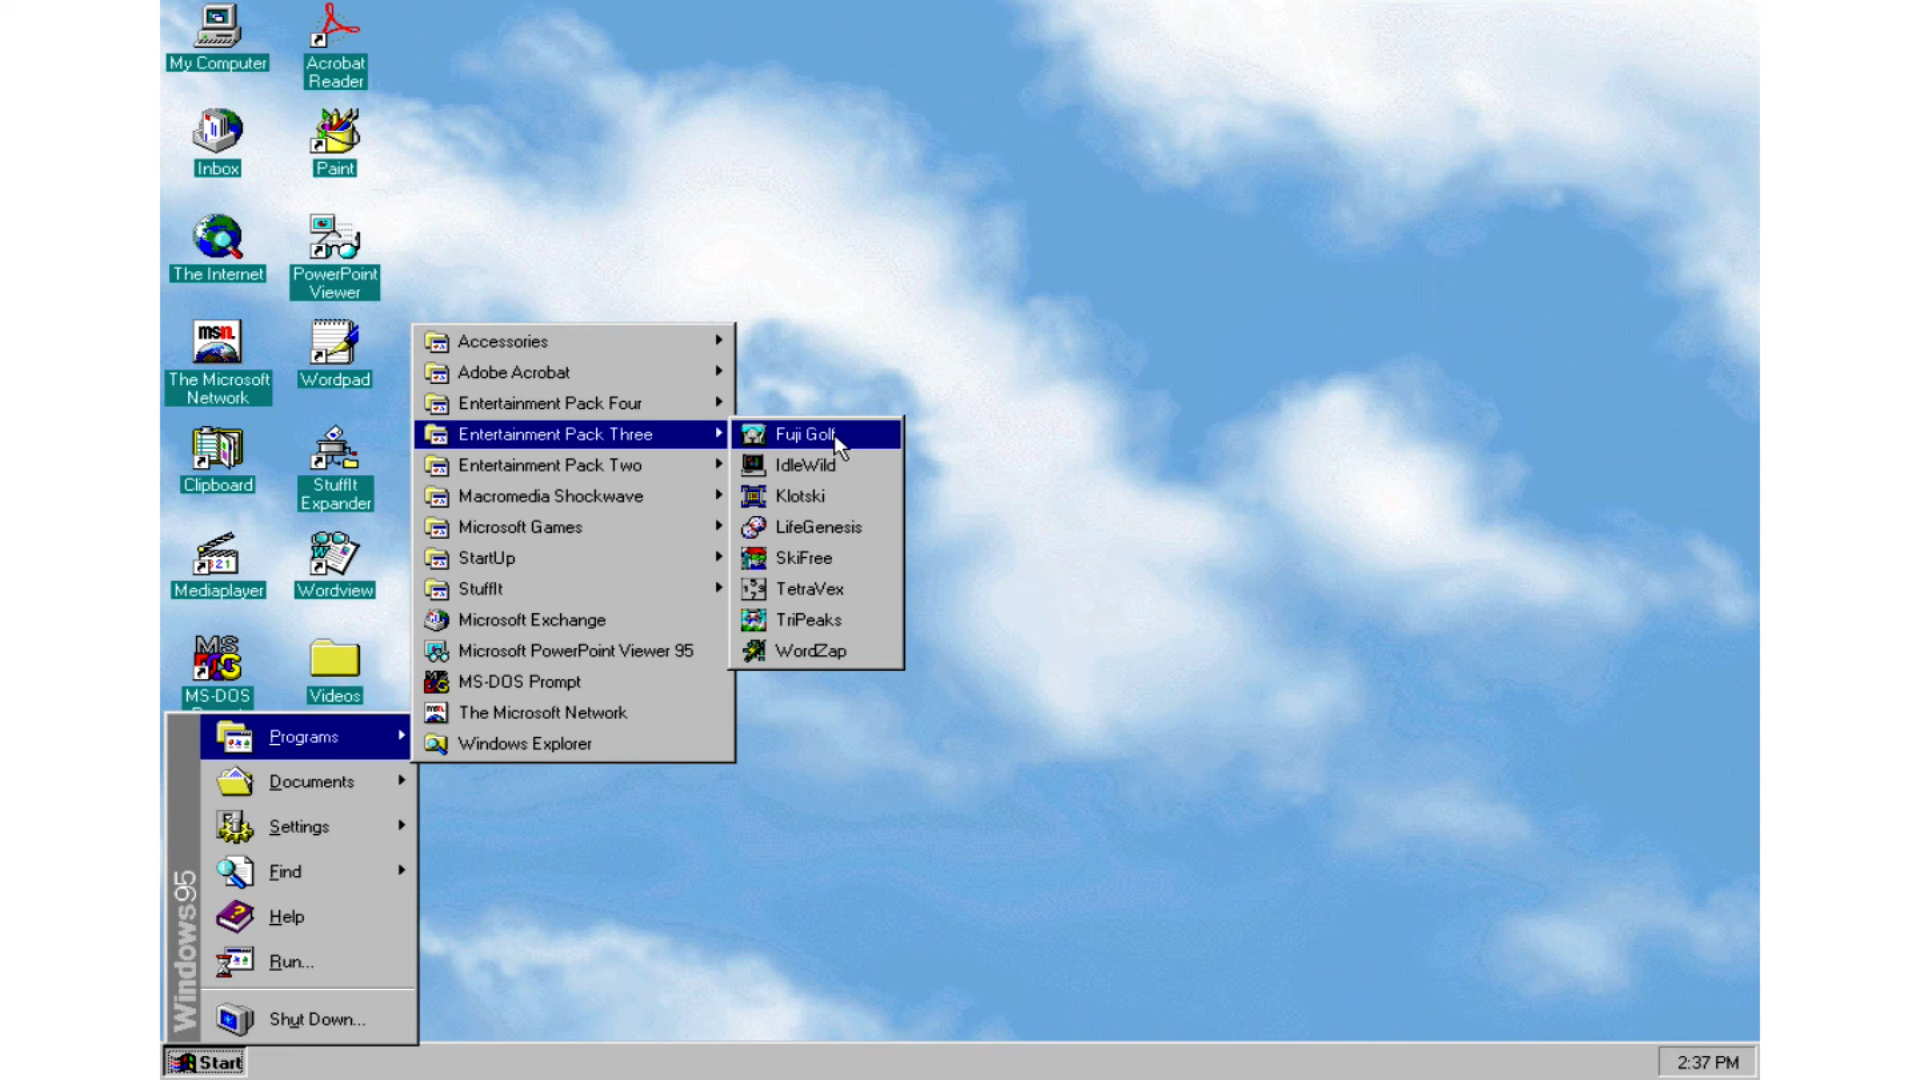 My Computer
Acrobat
Reader
Inbox
Paint
The Internet
PowerPoint
Viewer
msn.
The Microsoft
Network
Wordpad
Clipboard
StuffIt
Expander
Mediaplayer
Wordview
MS-DOS
Videos
Accessories
Adobe Acrobat
Entertainment Pack Four
Entertainment Pack Three
Entertainment Pack Two
Macromedia Shockwave
Microsoft Games
StartUp
StuffIt
Microsoft Exchange
Microsoft PowerPoint Viewer 95
MS-DOS Prompt
The Microsoft Network
Windows Explorer
Fuji Golf
IdleWild
Klotski
LifeGenesis
SkiFree
TetraVex
TriPeaks
WordZap
Programs
Documents
Settings
Find
Help
Run...
Shut Down...
Windows95
Start
2:37 PM